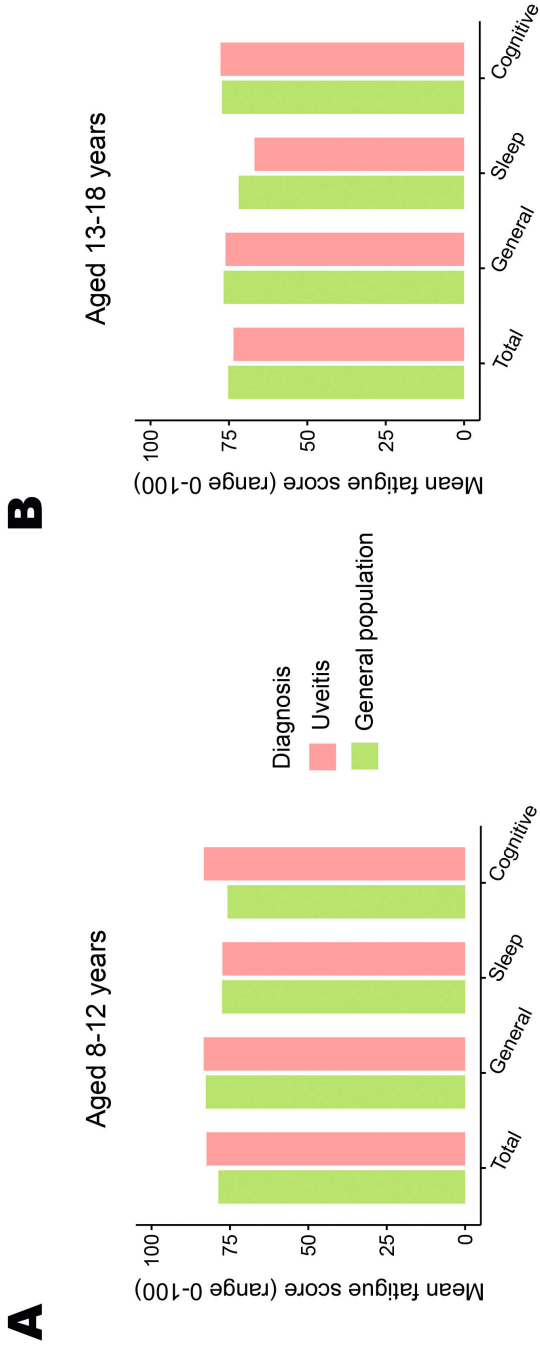 A
Aged 8-12 years
Mean fatigue score (range 0-100)
100
75
50
25
0
Total
General
Sleep
Cognitive
Diagnosis
Uveitis
General population
B
Aged 13-18 years
Mean fatigue score (range 0-100)
100
75
50
25
0
Total
General
Sleep
Cognitive